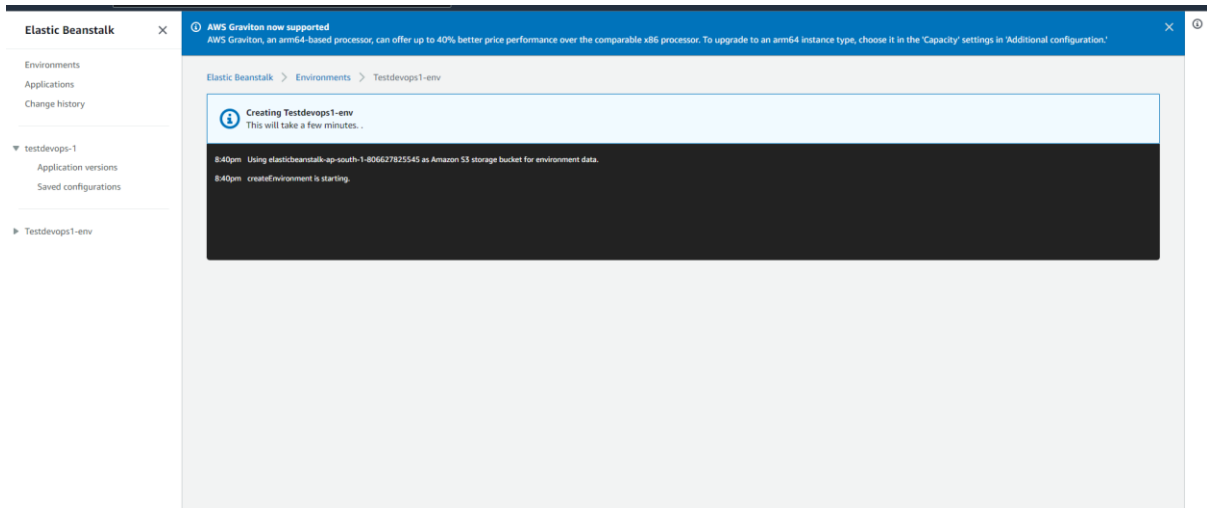 Elastic Beanstalk
Environments
Applications
Change history
testdevops-1
Application versions
Saved configurations
Testdevops1-env
AWS Graviton now supported
AWS Graviton, an arm64-based processor, can offer up to 40% better price performance over the comparable x86 processor. To upgrade to an arm64 instance type, choose it in the 'Capacity' settings in 'Additional configuration.'
Elastic Beanstalk > Environments > Testdevops1-env
Creating Testdevops1-env
This will take a few minutes. .
8:40pm Using elasticbeanstalk-ap-south-1-806627825545 as Amazon S3 storage bucket for environment data.
8:40pm createEnvironment is starting.